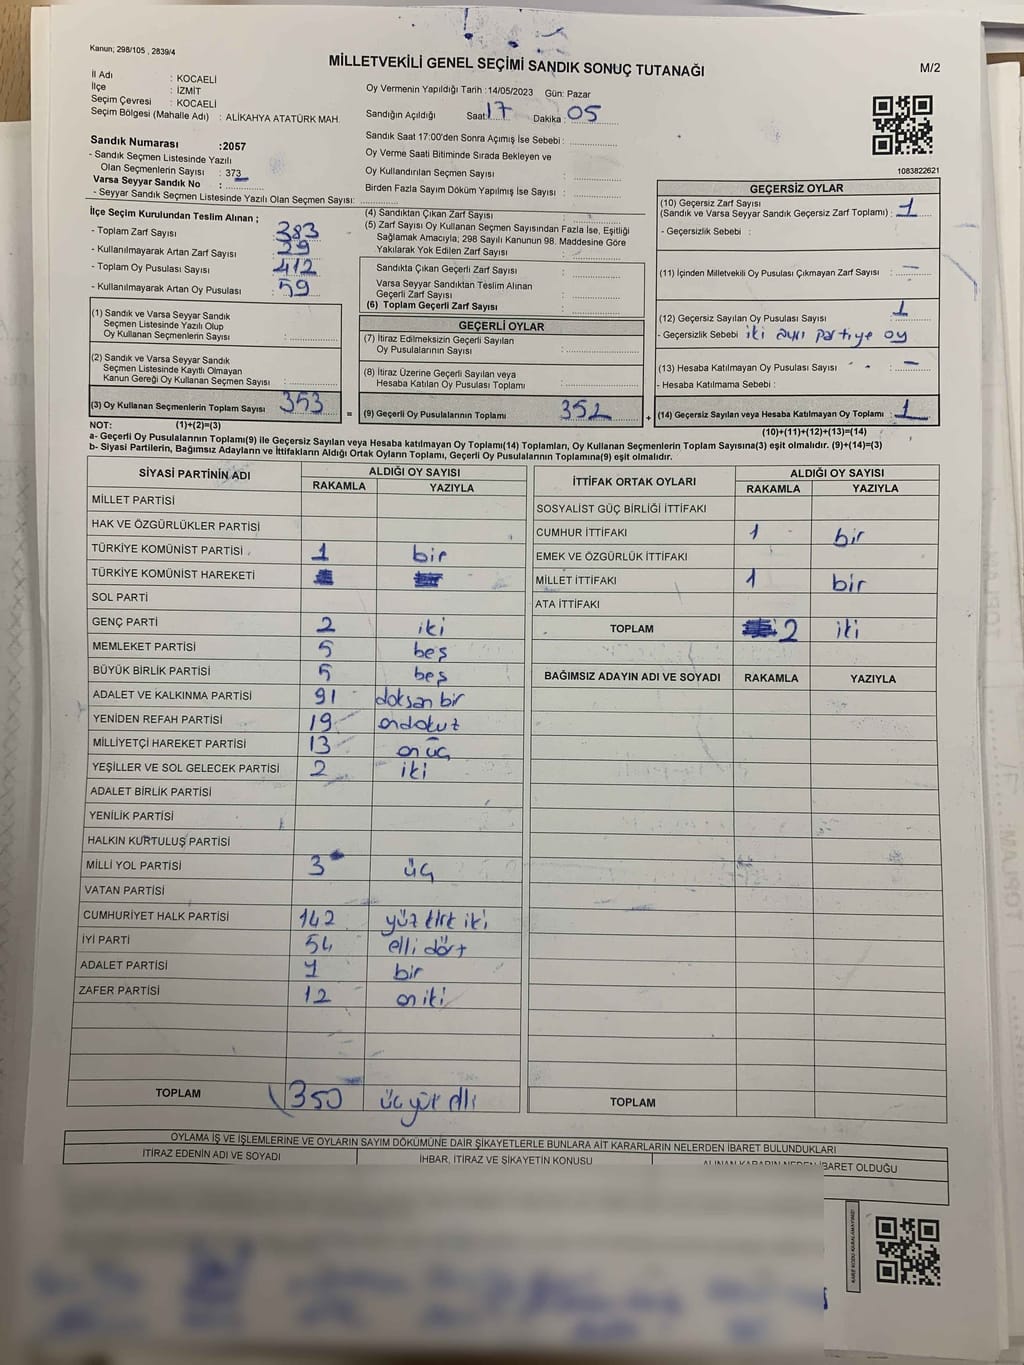 Kanun; 298/105 , 2839/4
MİLLETVEKİLİ GENEL SEÇİMİ SANDIK SONUÇ TUTANAĞI
M/2
İl Adı : KOCAELİ
İlçe : İZMİT
Seçim Çevresi : KOCAELİ
Seçim Bölgesi (Mahalle Adı) : ALİKAHYA ATATÜRK MAH.
Oy Vermenin Yapıldığı Tarih :14/05/2023 Gün: Pazar
Sandığın Açıldığı Saat: 17 Dakika : 05
Sandık Saat 17:00'den Sonra Açımış İse Sebebi :
Oy Verme Saati Bitiminde Sırada Bekleyen ve
Oy Kullandırılan Seçmen Sayısı :
Birden Fazla Sayım Döküm Yapılmış İse Sayısı :
1083822621
Sandık Numarası :2057
- Sandık Seçmen Listesinde Yazılı
Olan Seçmenlerin Sayısı : 373
Varsa Seyyar Sandık No :
- Seyyar Sandık Seçmen Listesinde Yazılı Olan Seçmen Sayısı:
İlçe Seçim Kurulundan Teslim Alınan ;
- Toplam Zarf Sayısı : 383
- Kullanılmayarak Artan Zarf Sayısı : 29
- Toplam Oy Pusulası Sayısı : 412
- Kullanılmayarak Artan Oy Pusulası : 59
(1) Sandık ve Varsa Seyyar Sandık
Seçmen Listesinde Yazılı Olup
Oy Kullanan Seçmenlerin Sayısı :
(2) Sandık ve Varsa Seyyar Sandık
Seçmen Listesinde Kayıtlı Olmayan
Kanun Gereği Oy Kullanan Seçmen Sayısı :
(3) Oy Kullanan Seçmenlerin Toplam Sayısı : 353
(4) Sandıktan Çıkan Zarf Sayısı :
(5) Zarf Sayısı Oy Kullanan Seçmen Sayısından Fazla İse, Eşitliği
Sağlamak Amacıyla; 298 Sayılı Kanunun 98. Maddesine Göre
Yakılarak Yok Edilen Zarf Sayısı :
Sandıkta Çıkan Geçerli Zarf Sayısı :
Varsa Seyyar Sandıktan Teslim Alınan
Geçerli Zarf Sayısı :
(6) Toplam Geçerli Zarf Sayısı :
GEÇERLİ OYLAR
(7) İtiraz Edilmeksizin Geçerli Sayılan
Oy Pusulalarının Sayısı :
(8) İtiraz Üzerine Geçerli Sayılan veya
Hesaba Katılan Oy Pusulası Toplamı :
= (9) Geçerli Oy Pusulalarının Toplamı : 352
GEÇERSİZ OYLAR
(10) Geçersiz Zarf Sayısı
(Sandık ve Varsa Seyyar Sandık Geçersiz Zarf Toplamı) : 1
- Geçersizlik Sebebi :
(11) İçinden Milletvekili Oy Pusulası Çıkmayan Zarf Sayısı : -
(12) Geçersiz Sayılan Oy Pusulası Sayısı : 1
- Geçersizlik Sebebi : iki ayrı partiye oy
(13) Hesaba Katılmayan Oy Pusulası Sayısı : -
- Hesaba Katılmama Sebebi :
+ (14) Geçersiz Sayılan veya Hesaba Katılmayan Oy Toplamı : 1
NOT: (1)+(2)=(3)
(10)+(11)+(12)+(13)=(14)
a- Geçerli Oy Pusulalarının Toplamı(9) ile Geçersiz Sayılan veya Hesaba katılmayan Oy Toplamı(14) Toplamları, Oy Kullanan Seçmenlerin Toplam Sayısına(3) eşit olmalıdır. (9)+(14)=(3)
b- Siyasi Partilerin, Bağımsız Adayların ve İttifakların Aldığı Ortak Oyların Toplamı, Geçerli Oy Pusulalarının Toplamına(9) eşit olmalıdır.
SİYASİ PARTİNİN ADI ALDIĞI OY SAYISI
RAKAMLA YAZIYLA
MİLLET PARTİSİ
HAK VE ÖZGÜRLÜKLER PARTİSİ
TÜRKİYE KOMÜNİST PARTİSİ 1 bir
TÜRKİYE KOMÜNİST HAREKETİ
SOL PARTİ
GENÇ PARTİ 2 iki
MEMLEKET PARTİSİ 5 beş
BÜYÜK BİRLİK PARTİSİ 5 beş
ADALET VE KALKINMA PARTİSİ 91 doksan bir
YENİDEN REFAH PARTİSİ 19 ondokuz
MİLLİYETÇİ HAREKET PARTİSİ 13 on üç
YEŞİLLER VE SOL GELECEK PARTİSİ 2 iki
ADALET BİRLİK PARTİSİ
YENİLİK PARTİSİ
HALKIN KURTULUŞ PARTİSİ
MİLLİ YOL PARTİSİ 3 üç
VATAN PARTİSİ
CUMHURİYET HALK PARTİSİ 142 yüz kırk iki
İYİ PARTİ 54 elli dört
ADALET PARTİSİ 1 bir
ZAFER PARTİSİ 12 on iki
TOPLAM 350 üç yüz elli
İTTİFAK ORTAK OYLARI ALDIĞI OY SAYISI
RAKAMLA YAZIYLA
SOSYALİST GÜÇ BİRLİĞİ İTTİFAKI
CUMHUR İTTİFAKI 1 bir
EMEK VE ÖZGÜRLÜK İTTİFAKI
MİLLET İTTİFAKI 1 bir
ATA İTTİFAKI
TOPLAM 2 iki
BAĞIMSIZ ADAYIN ADI VE SOYADI RAKAMLA YAZIYLA
TOPLAM
OYLAMA İŞ VE İŞLEMLERİNE VE OYLARIN SAYIM DÖKÜMÜNE DAİR ŞİKAYETLERLE BUNLARA AİT KARARLARIN NELERDEN İBARET BULUNDUKLARI
İTİRAZ EDENİN ADI VE SOYADI
İHBAR, İTİRAZ VE ŞİKAYETİN KONUSU
ALINAN KARARIN NEDEN İBARET OLDUĞU
KARE KODU KARALAMAYINIZ!